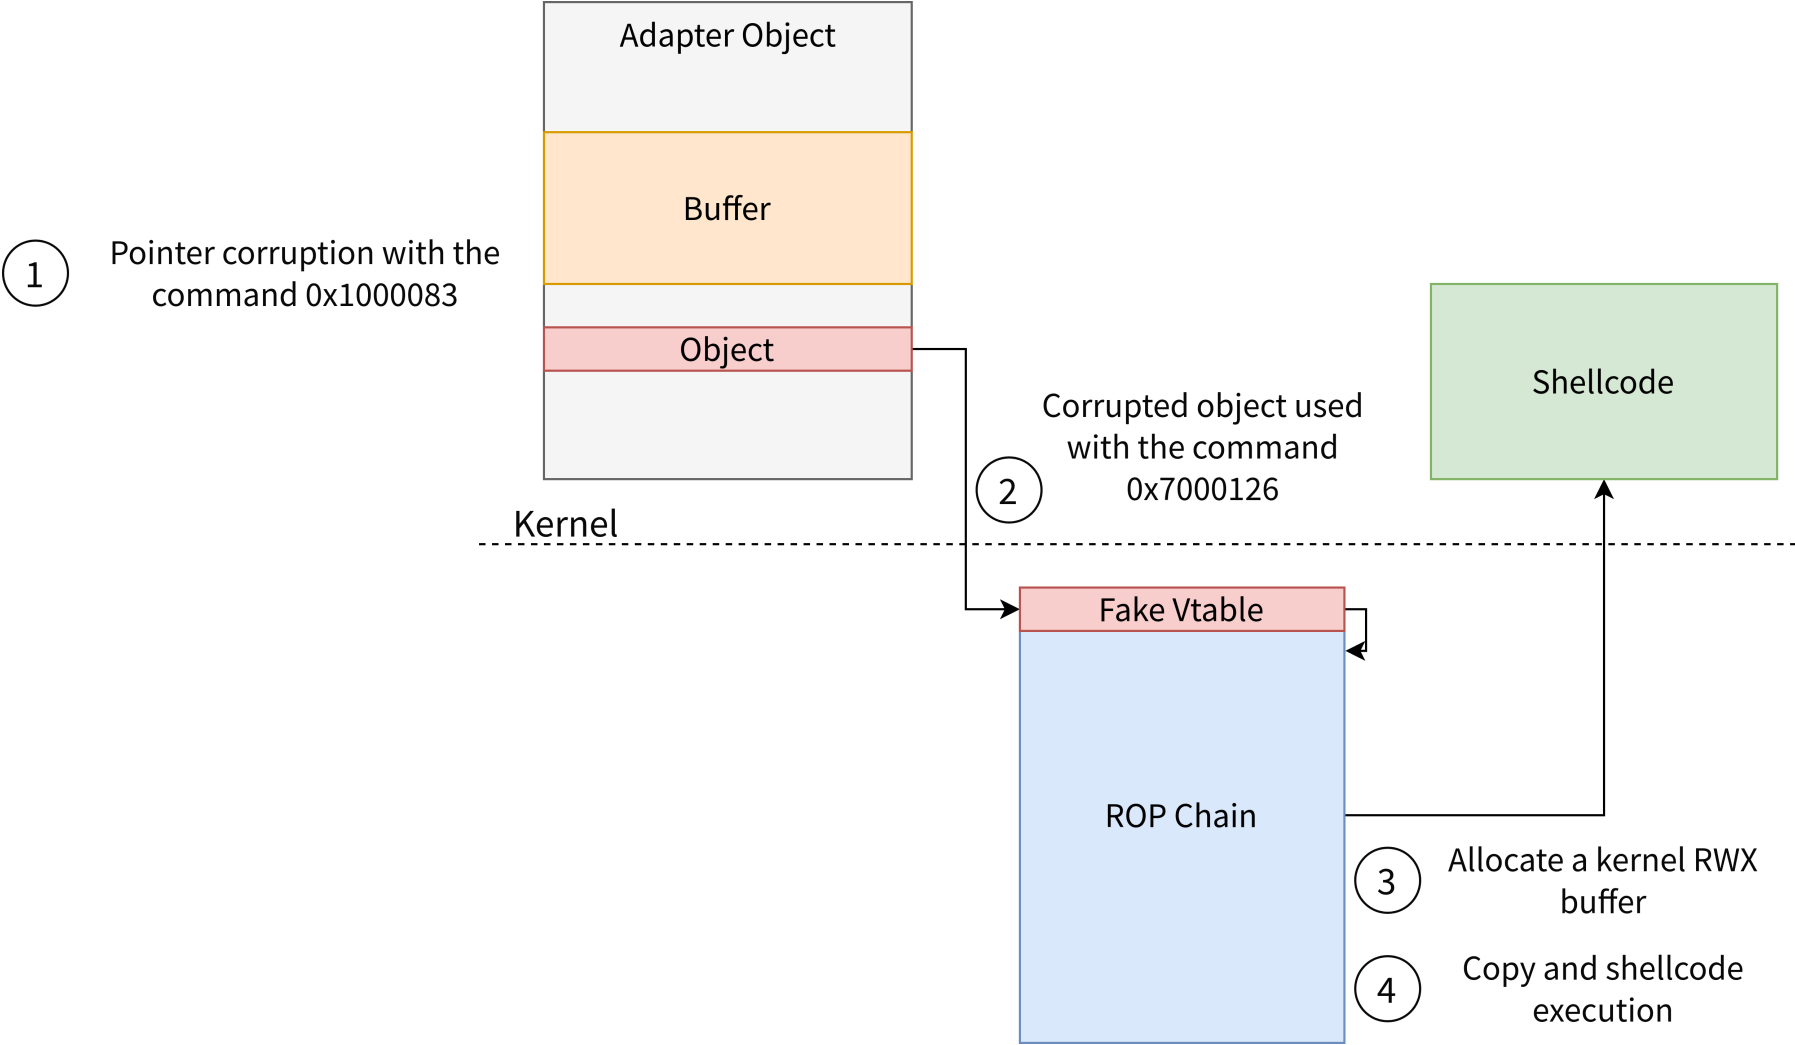 Adapter Object
Buffer
1
Pointer corruption with the
command 0x1000083
Object
Shellcode
2
Corrupted object used
with the command
0x7000126
Kernel
Fake Vtable
ROP Chain
3
Allocate a kernel RWX
buffer
4
Copy and shellcode
execution